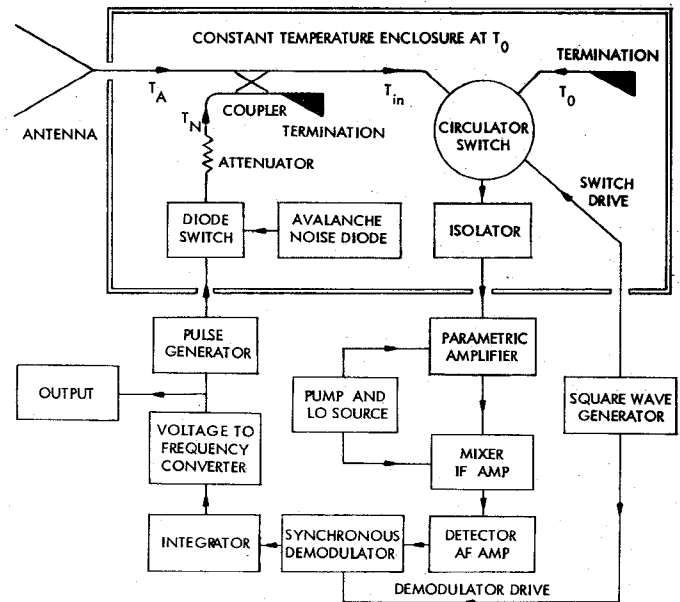 CONSTANT TEMPERATURE ENCLOSURE AT T0
ANTENNA
TA
COUPLER
TERMINATION
TN
ATTENUATOR
Tin
CIRCULATOR
SWITCH
TERMINATION
T0
SWITCH
DRIVE
DIODE
SWITCH
AVALANCHE
NOISE DIODE
ISOLATOR
PULSE
GENERATOR
OUTPUT
VOLTAGE TO
FREQUENCY
CONVERTER
INTEGRATOR
SYNCHRONOUS
DEMODULATOR
DETECTOR
AF AMP
MIXER
IF AMP
PUMP AND
LO SOURCE
PARAMETRIC
AMPLIFIER
SQUARE WAVE
GENERATOR
DEMODULATOR DRIVE